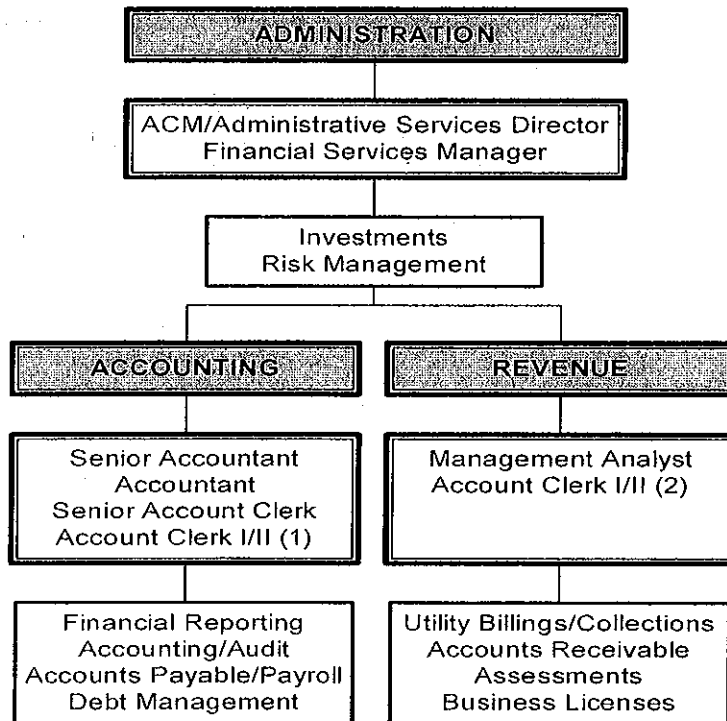 ADMINISTRATION
ACM/Administrative Services Director
Financial Services Manager
Investments
Risk Management
ACCOUNTING
Senior Accountant
Accountant
Senior Account Clerk
Account Clerk I/II (1)
Financial Reporting
Accounting/Audit
Accounts Payable/Payroll
Debt Management
REVENUE
Management Analyst
Account Clerk I/II (2)
Utility Billings/Collections
Accounts Receivable
Assessments
Business Licenses